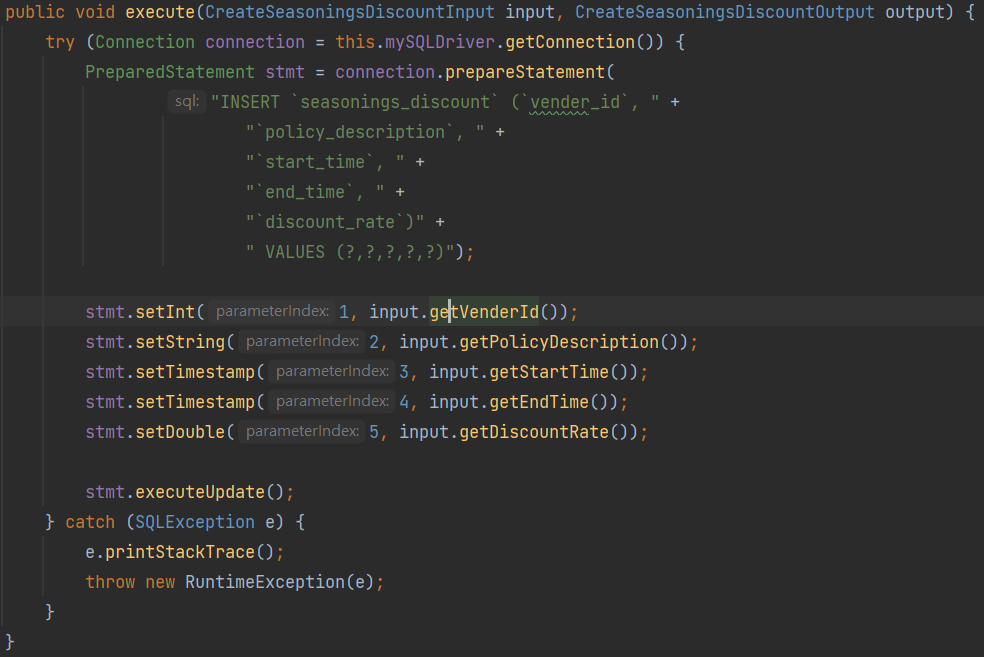 public void execute(CreateSeasoningsDiscountInput input, CreateSeasoningsDiscountOutput output) {
    try (Connection connection = this.mySQLDriver.getConnection()) {
        PreparedStatement stmt = connection.prepareStatement(
                sql: "INSERT `seasonings_discount` (`vender_id`, " +
                        "`policy_description`, " +
                        "`start_time`, " +
                        "`end_time`, " +
                        "`discount_rate`)" +
                        " VALUES (?,?,?,?,?)");
        stmt.setInt( parameterIndex: 1, input.getVenderId());
        stmt.setString( parameterIndex: 2, input.getPolicyDescription());
        stmt.setTimestamp( parameterIndex: 3, input.getStartTime());
        stmt.setTimestamp( parameterIndex: 4, input.getEndTime());
        stmt.setDouble( parameterIndex: 5, input.getDiscountRate());
        stmt.executeUpdate();
    } catch (SQLException e) {
        e.printStackTrace();
        throw new RuntimeException(e);
    }
}